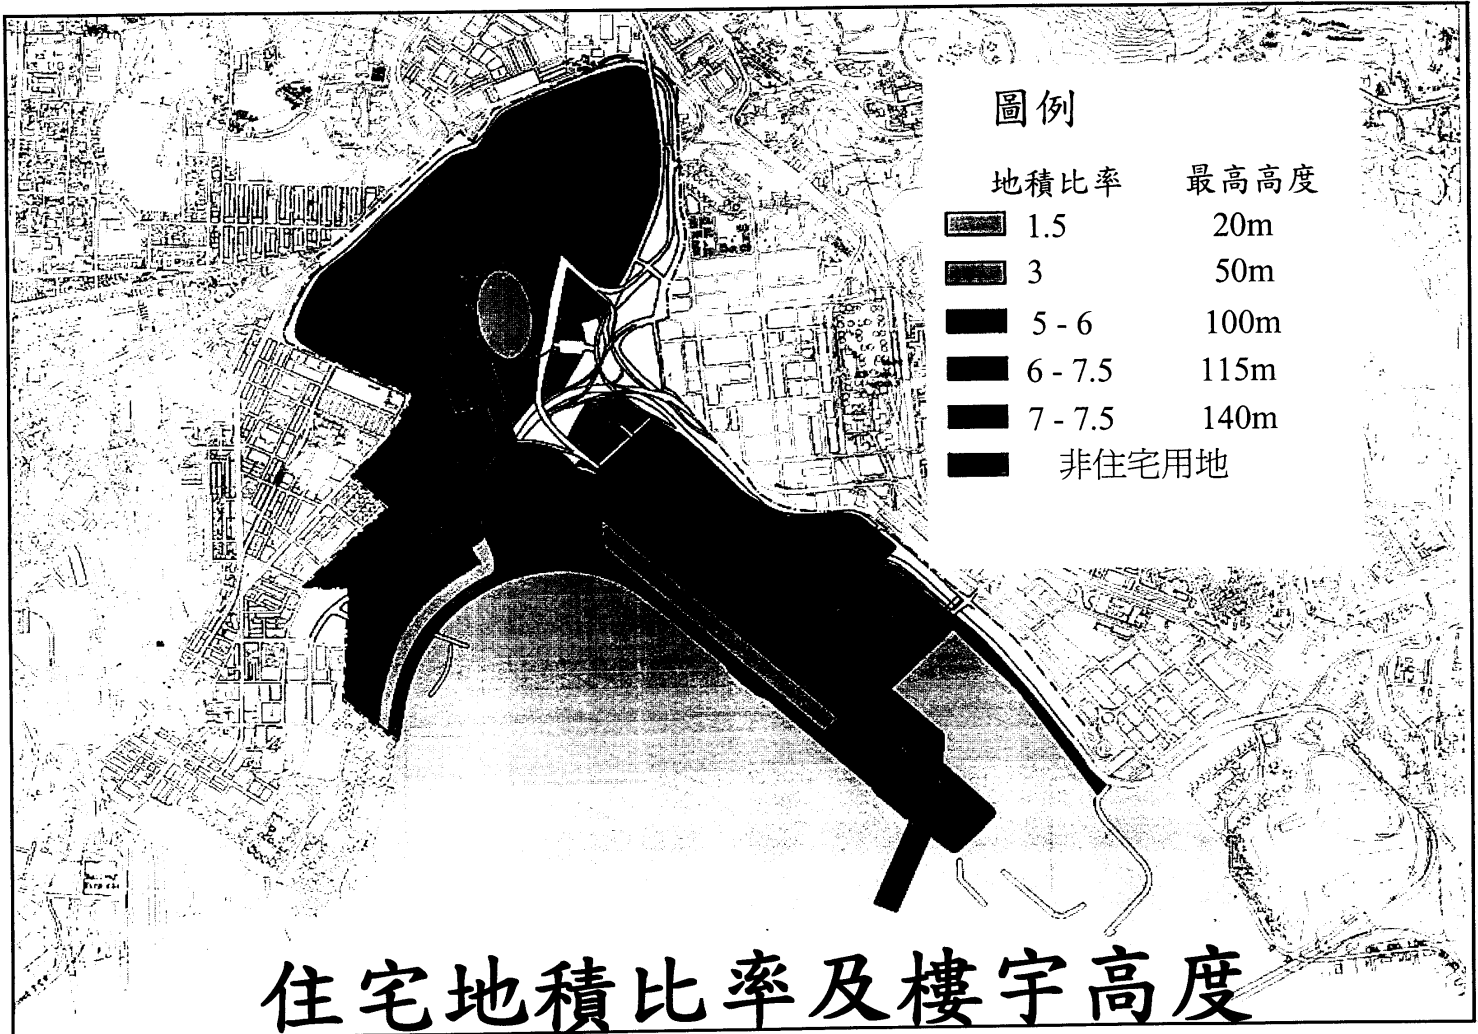 圖例
地積比率 最高高度
1.5 20m
3 50m
5 - 6 100m
6 - 7.5 115m
7 - 7.5 140m
非住宅用地
住宅地積比率及樓宇高度